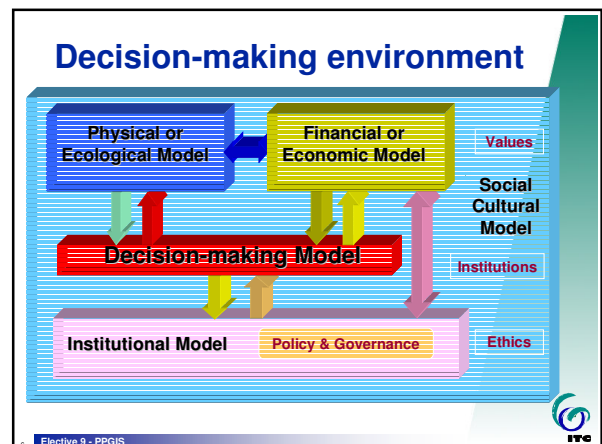 Decision-making environment
Physical or
Ecological Model
Financial or
Economic Model
Values
Social
Cultural
Model
Decision-making Model
Institutions
Institutional Model
Policy & Governance
Ethics
Elective 9 - PPGIS
ITC